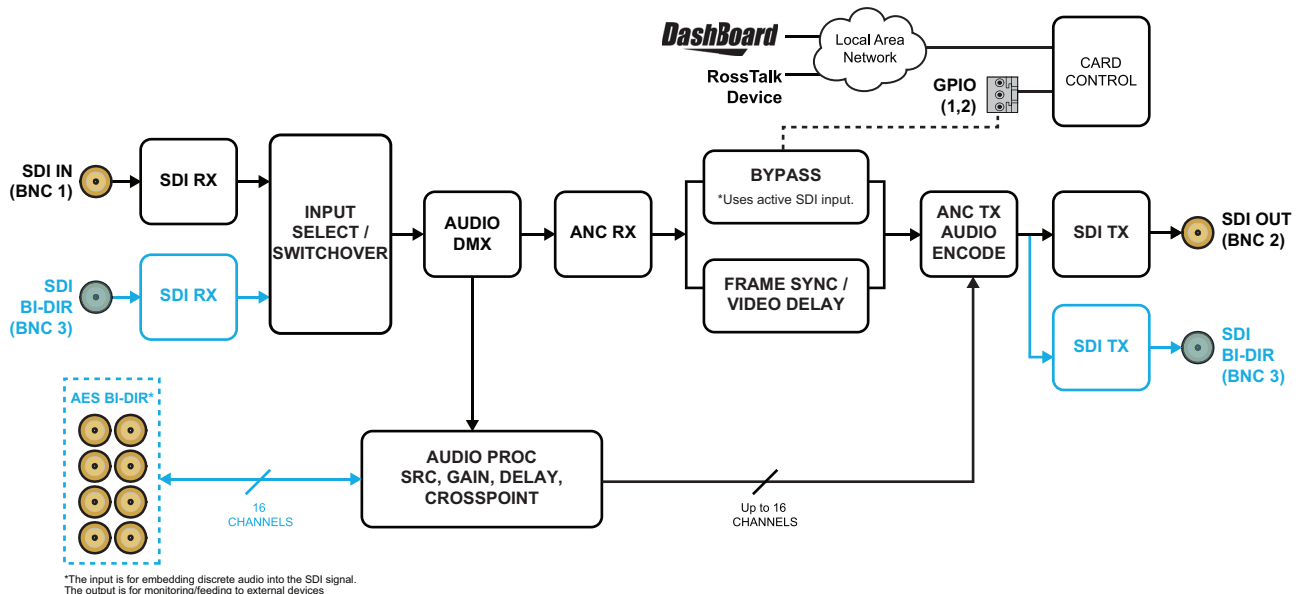 DashBoard
Local Area
Network
RossTalk
Device
GPIO
(1,2)
CARD
CONTROL
SDI IN
(BNC 1)
SDI RX
INPUT
SELECT /
SWITCHOVER
AUDIO
DMX
ANC RX
BYPASS
*Uses active SDI input.
FRAME SYNC /
VIDEO DELAY
ANC TX
AUDIO
ENCODE
SDI TX
SDI OUT
(BNC 2)
SDI
BI-DIR
(BNC 3)
SDI RX
SDI TX
SDI
BI-DIR
(BNC 3)
AES BI-DIR*
16
CHANNELS
AUDIO PROC
SRC, GAIN, DELAY,
CROSSPOINT
Up to 16
CHANNELS
*The input is for embedding discrete audio into the SDI signal.
The output is for monitoring/feeding to external devices